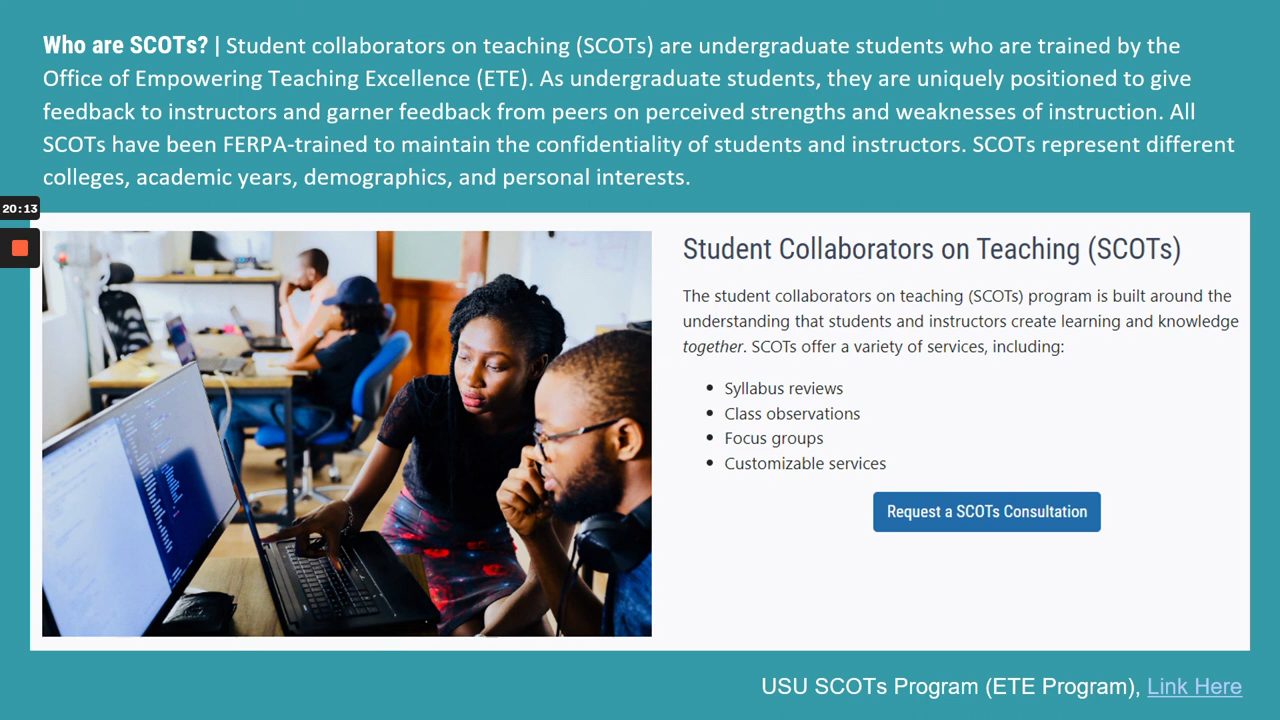 Who are SCOTs? | Student collaborators on teaching (SCOTs) are undergraduate students who are trained by the
Office of Empowering Teaching Excellence (ETE). As undergraduate students, they are uniquely positioned to give
feedback to instructors and garner feedback from peers on perceived strengths and weaknesses of instruction. All
SCOTs have been FERPA-trained to maintain the confidentiality of students and instructors. SCOTs represent different
colleges, academic years, demographics, and personal interests.
20:13
Student Collaborators on Teaching (SCOTs)
The student collaborators on teaching (SCOTs) program is built around the
understanding that students and instructors create learning and knowledge
together. SCOTs offer a variety of services, including:
• Syllabus reviews
• Class observations
• Focus groups
• Customizable services
Request a SCOTs Consultation
USU SCOTs Program (ETE Program), Link Here